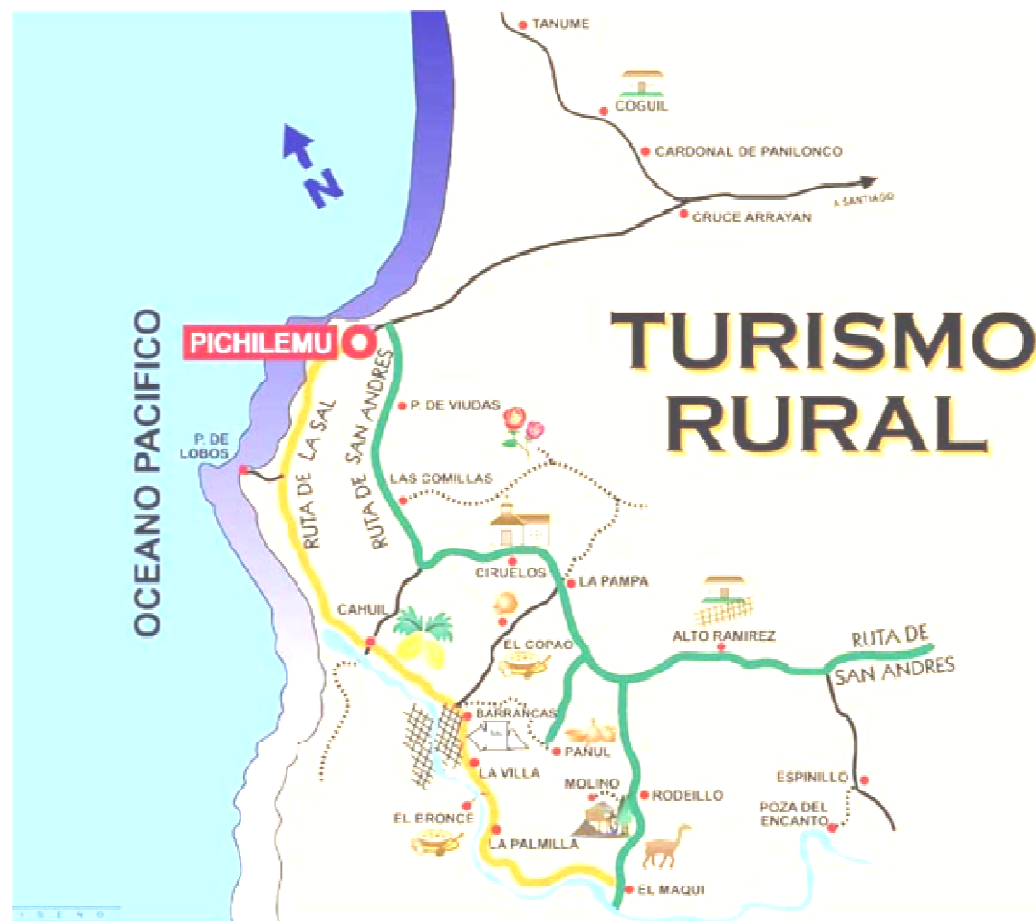 TANUME
COGUIL
CARDONAL DE PANILONCO
A SANTIAGO
CRUCE ARRAYAN
N
OCEANO PACIFICO
PICHILEMU
TURISMO
RURAL
P. DE
LOBOS
RUTA DE LA SAL
RUTA DE SAN ANDRES
P. DE VIUDAS
LAS COMILLAS
CIRUELOS
LA PAMPA
CAHUIL
EL COPAO
ALTO RAMIREZ
RUTA DE
SAN ANDRES
BARRANCAS
PAÑUL
LA VILLA
MOLINO
RODEILLO
ESPINILLO
POZA DEL
ENCANTO
EL BRONCE
LA PALMILLA
EL MAQUI